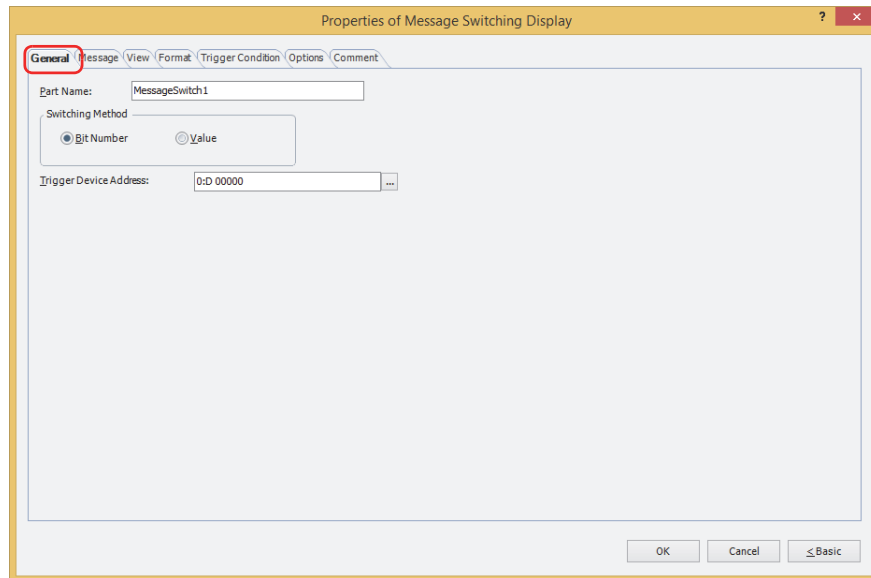 Properties of Message Switching Display ? ×
General Message View Format Trigger Condition Options Comment
Part Name: MessageSwitch1
Switching Method
Bit Number Value
Trigger Device Address: 0:D 00000 ...
OK Cancel < Basic